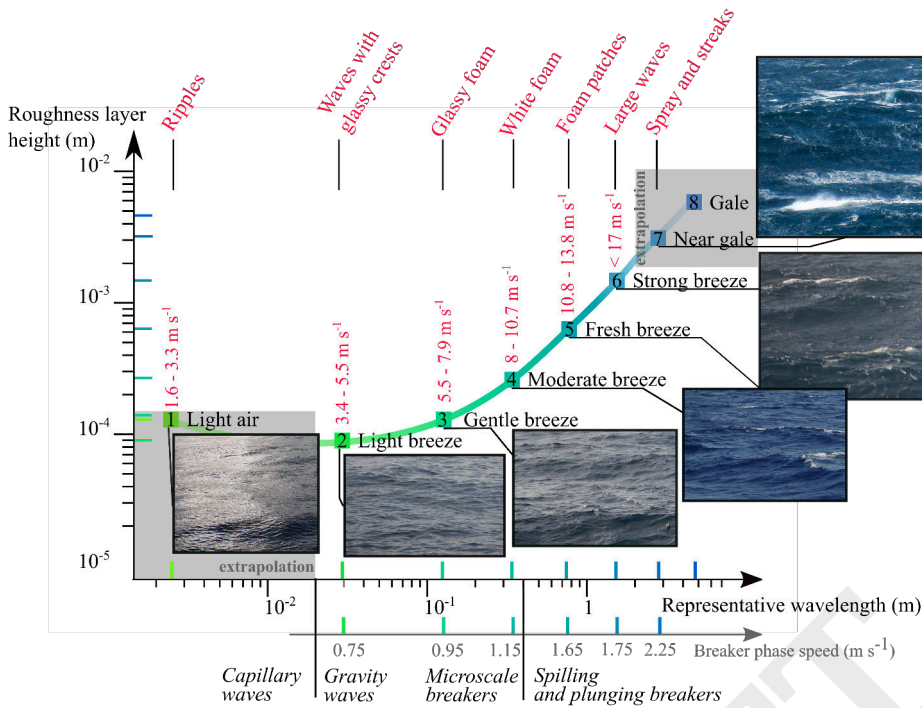 Ripples
Waves with
glassy crests
Glassy foam
White foam
Foam patches
Large waves
Spray and streaks
Roughness layer
height (m)
10-2
10-3
10-4
10-5
1.6 - 3.3 m s-1
3.4 - 5.5 m s-1
5.5 - 7.9 m s-1
8 - 10.7 m s-1
10.8 - 13.8 m s-1
< 17 m s-1
extrapolation
8 Gale
7 Near gale
6 Strong breeze
5 Fresh breeze
4 Moderate breeze
3 Gentle breeze
2 Light breeze
1 Light air
extrapolation
10-2
10-1
1
Representative wavelength (m)
0.75
0.95
1.15
1.65
1.75
2.25
Breaker phase speed (m s-1)
Capillary
waves
Gravity
waves
Microscale
breakers
Spilling
and plunging breakers